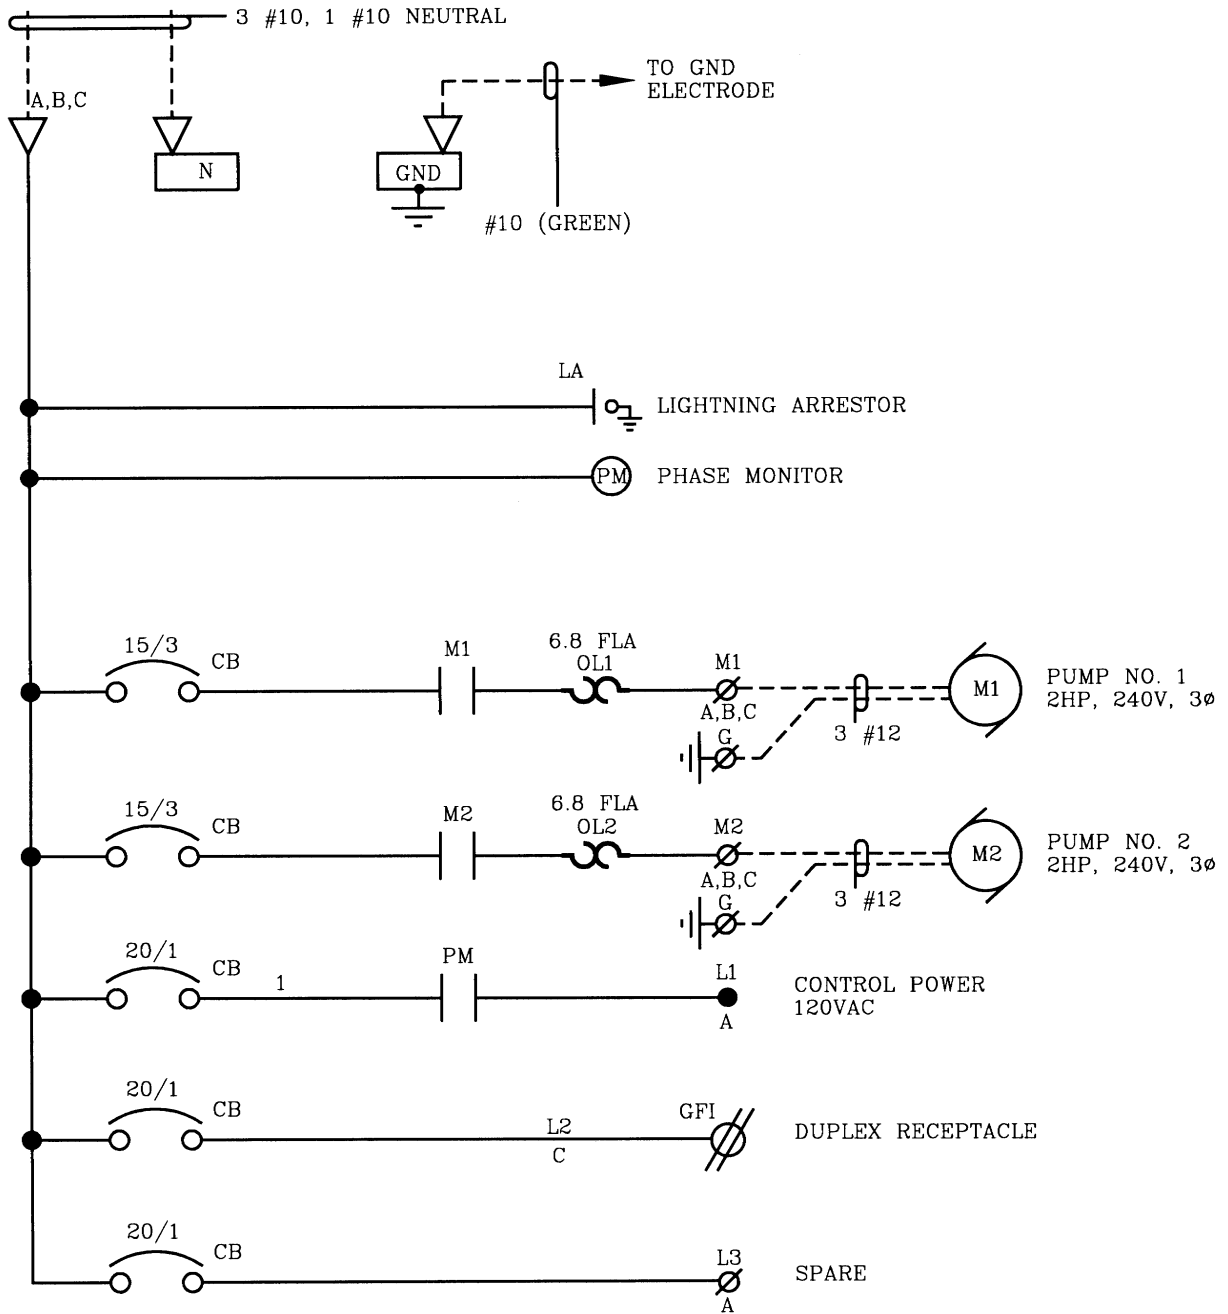 3 #10, 1 #10 NEUTRAL
TO GND
ELECTRODE
A,B,C
N
GND
#10 (GREEN)
LA
LIGHTNING ARRESTOR
PM
PHASE MONITOR
15/3
CB
M1
6.8 FLA
OL1
M1
A,B,C
G
3 #12
M1
PUMP NO. 1
2HP, 240V, 3ø
15/3
CB
M2
6.8 FLA
OL2
M2
A,B,C
G
3 #12
M2
PUMP NO. 2
2HP, 240V, 3ø
20/1
CB
1
PM
L1
A
CONTROL POWER
120VAC
20/1
CB
L2
C
GFI
DUPLEX RECEPTACLE
20/1
CB
L3
A
SPARE